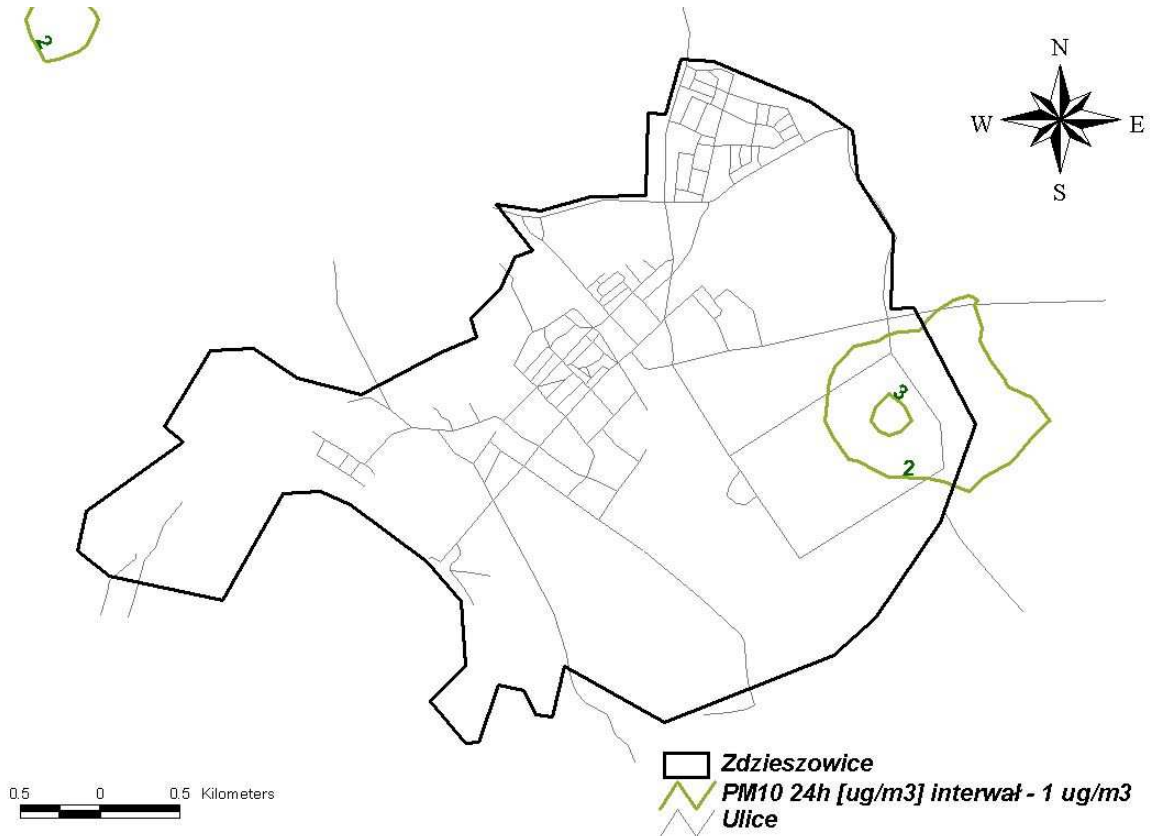 2
N
W E
S
3
2
0.5 0 0.5 Kilometers
Zdzieszowice
PM10 24h [ug/m3] interwał - 1 ug/m3
Ulice